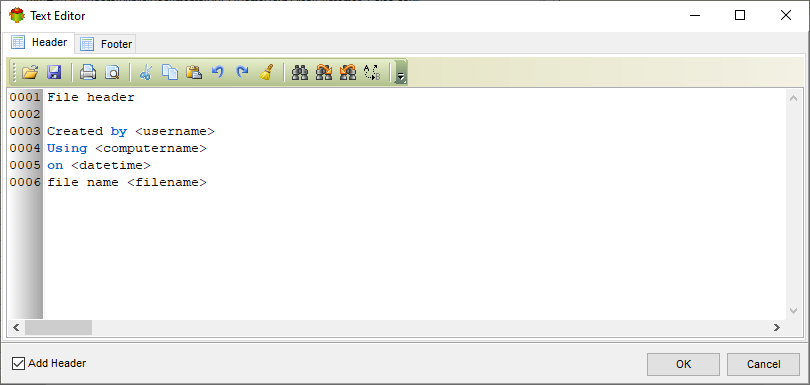 Text Editor
Header Footer
0001 File header
0002
0003 Created by <username>
0004 Using <computername>
0005 on <datetime>
0006 file name <filename>
Add Header OK Cancel